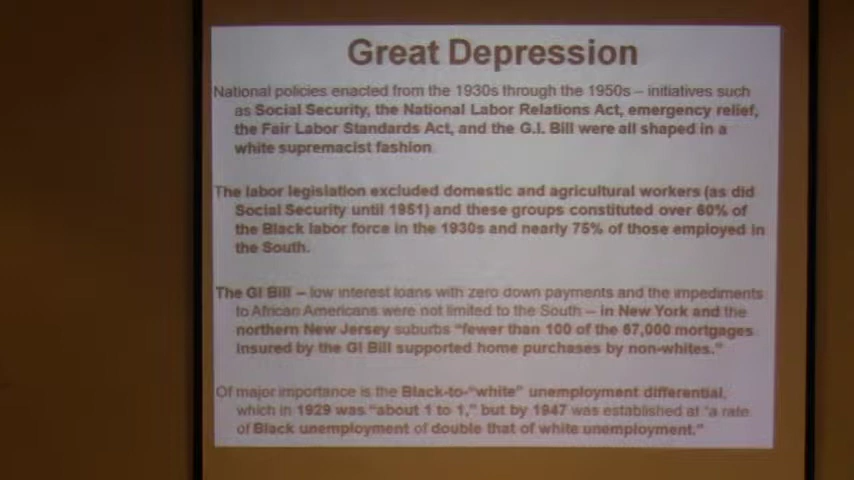 Great Depression
National policies enacted from the 1930s through the 1950s – initiatives such
as Social Security, the National Labor Relations Act, emergency relief,
the Fair Labor Standards Act, and the G.I. Bill were all shaped in a
white supremacist fashion
The labor legislation excluded domestic and agricultural workers (as did
Social Security until 1951) and these groups constituted over 60% of
the Black labor force in the 1930s and nearly 75% of those employed in
the South.
The GI Bill – low interest loans with zero down payments and the impediments
to African Americans were not limited to the South – in New York and the
northern New Jersey suburbs "fewer than 100 of the 67,000 mortgages
insured by the GI Bill supported home purchases by non-whites."
Of major importance is the Black-to-"white" unemployment differential,
which in 1929 was "about 1 to 1," but by 1947 was established at "a rate
of Black unemployment of double that of white unemployment."